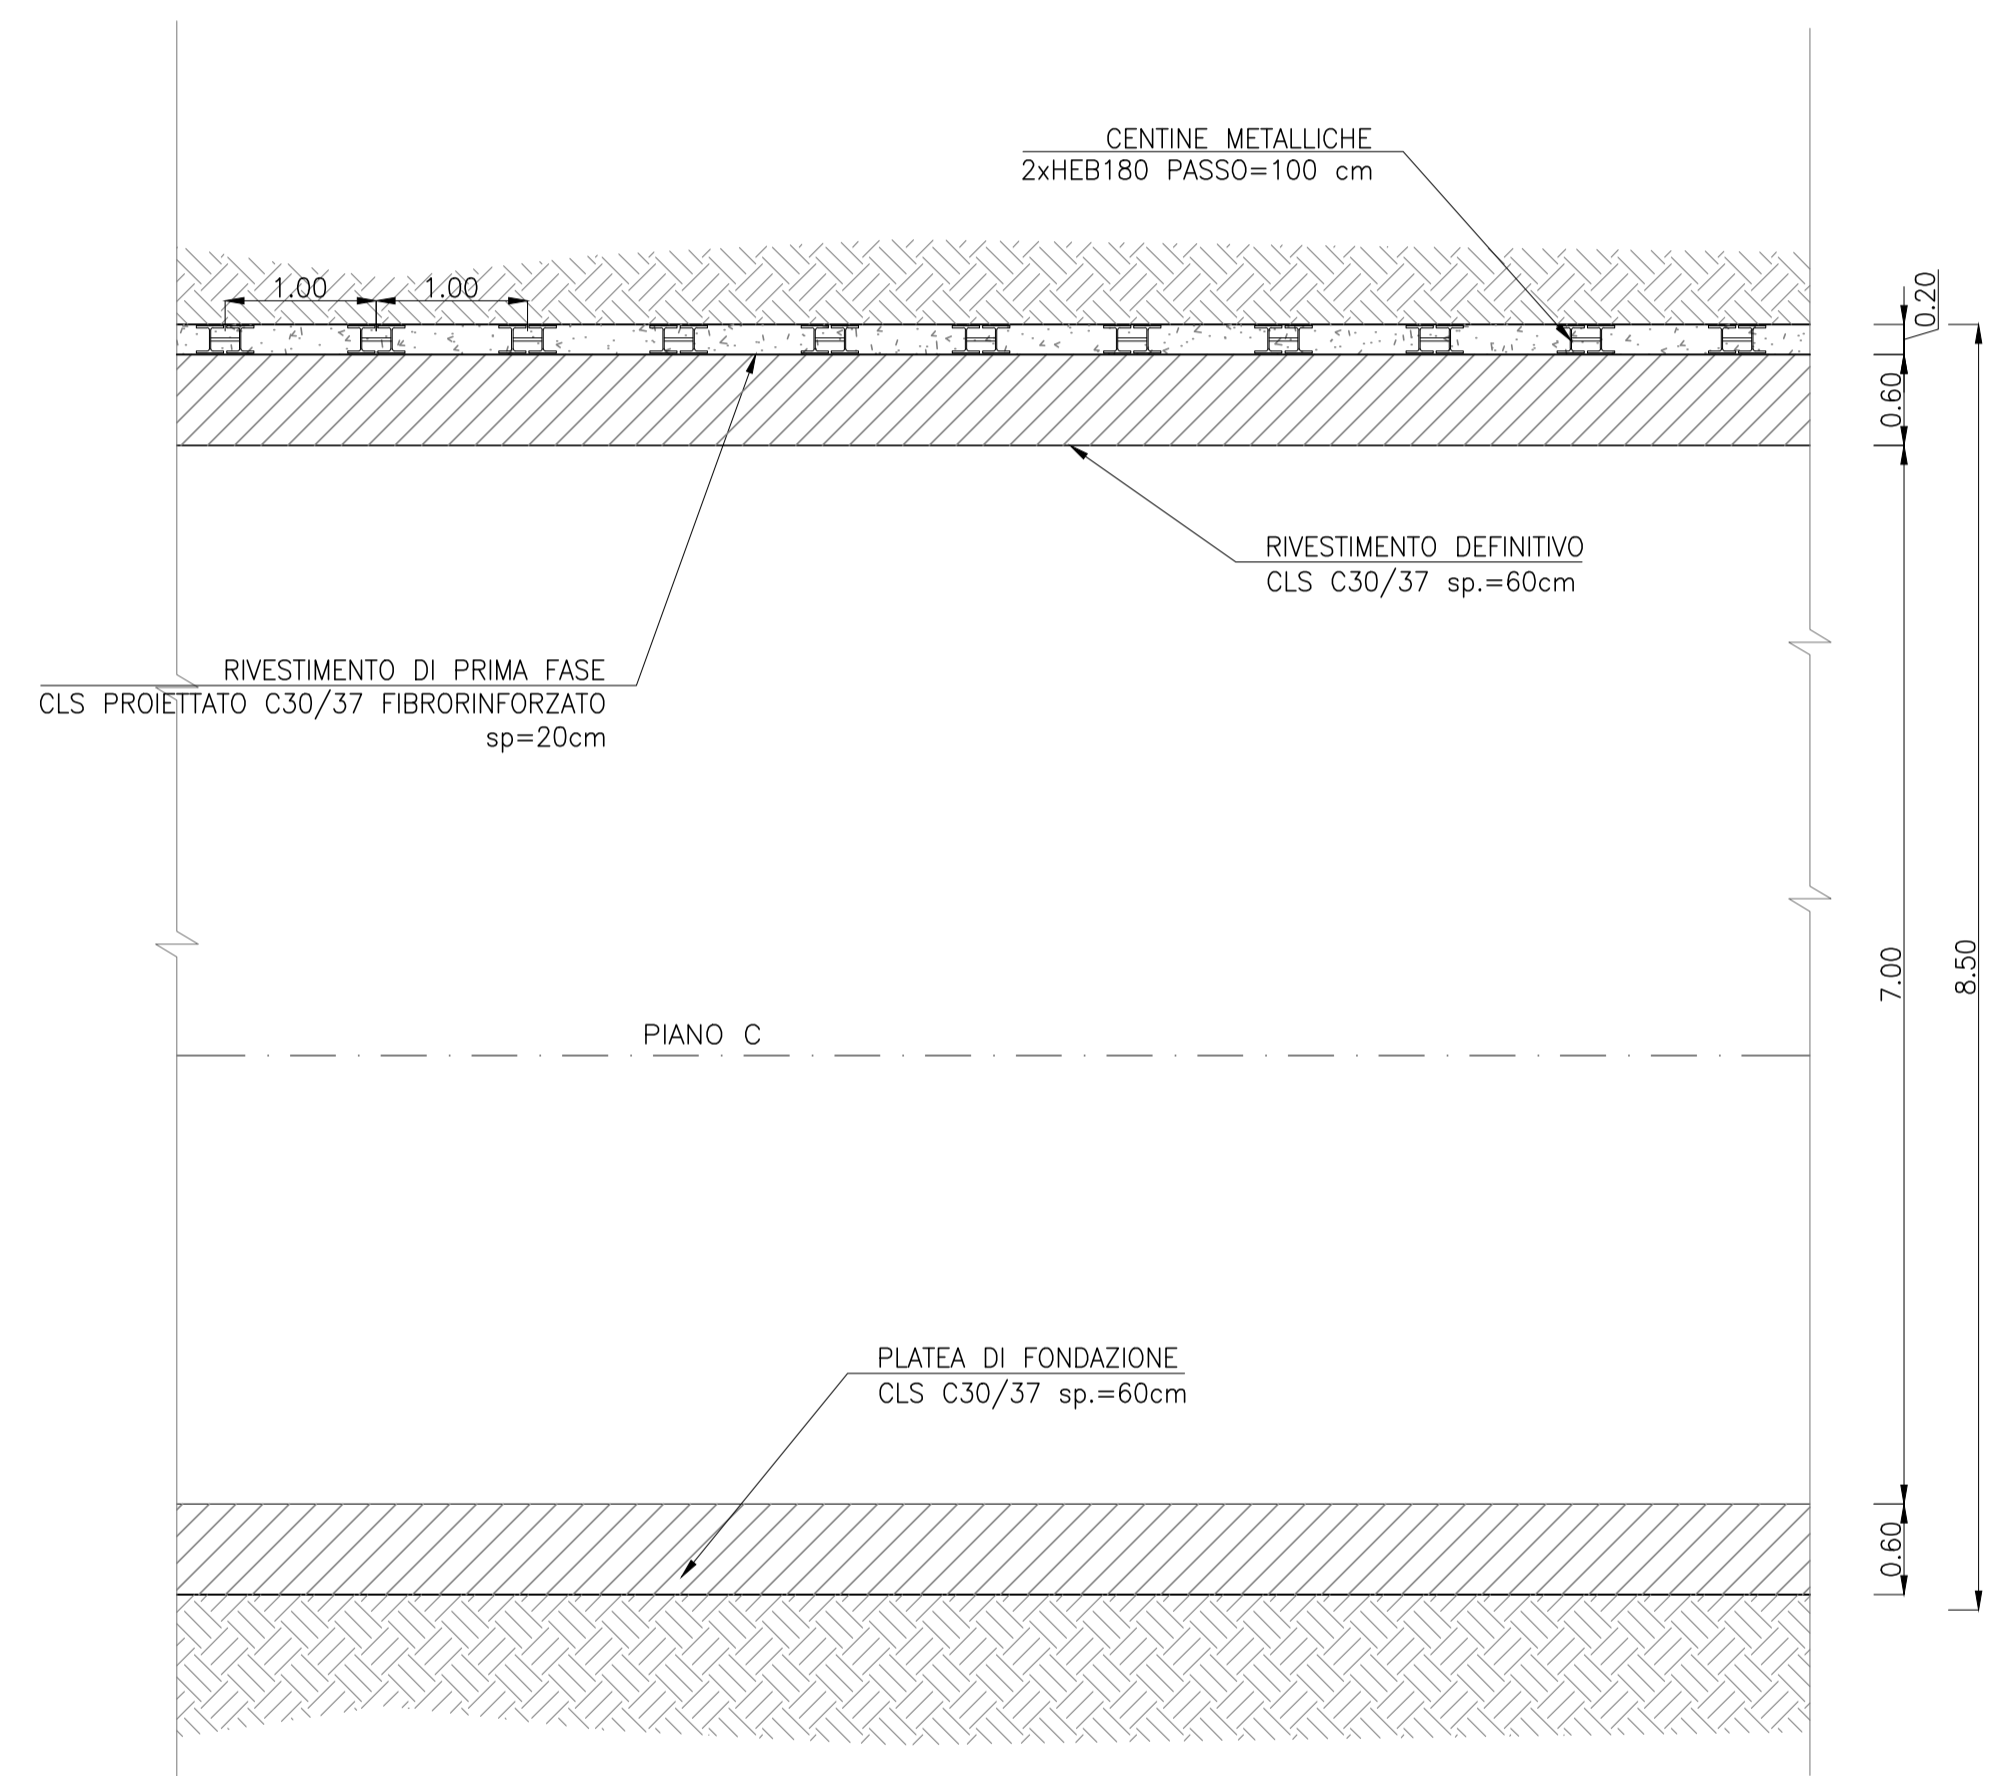 CENTINE METALLICHE
2xHEB180 PASSO=100 cm
1.00
1.00
0.20
0.60
RIVESTIMENTO DEFINITIVO
CLS C30/37 sp.=60cm
RIVESTIMENTO DI PRIMA FASE
CLS PROIETTATO C30/37 FIBRORINFORZATO
sp=20cm
7.00
8.50
PIANO C
PLATEA DI FONDAZIONE
CLS C30/37 sp.=60cm
0.60